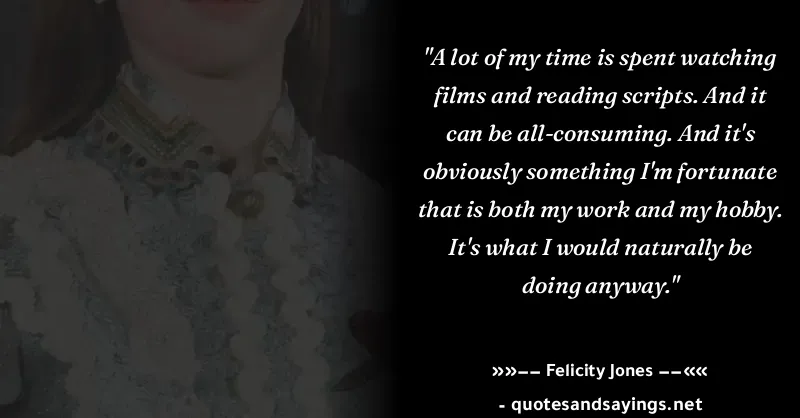 "A lot of my time is spent watching
films and reading scripts. And it
can be all-consuming. And it's
obviously something I'm fortunate
that is both my work and my hobby.
It's what I would naturally be
doing anyway."
»»−− Felicity Jones −−««
- quotesandsayings.net